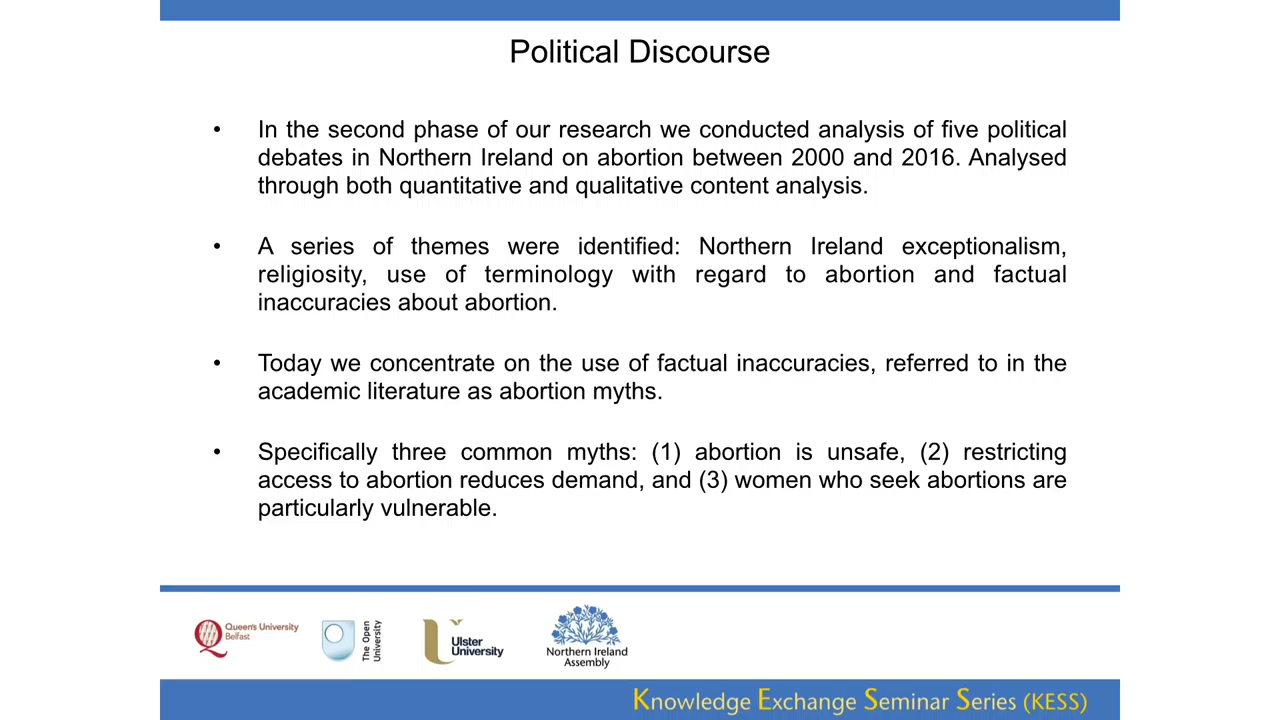 Political Discourse
• In the second phase of our research we conducted analysis of five political
debates in Northern Ireland on abortion between 2000 and 2016. Analysed
through both quantitative and qualitative content analysis.
• A series of themes were identified: Northern Ireland exceptionalism,
religiosity, use of terminology with regard to abortion and factual
inaccuracies about abortion.
• Today we concentrate on the use of factual inaccuracies, referred to in the
academic literature as abortion myths.
• Specifically three common myths: (1) abortion is unsafe, (2) restricting
access to abortion reduces demand, and (3) women who seek abortions are
particularly vulnerable.
Queen's University
Belfast
The Open
University
Ulster
University
Northern Ireland
Assembly
Knowledge Exchange Seminar Series (KESS)